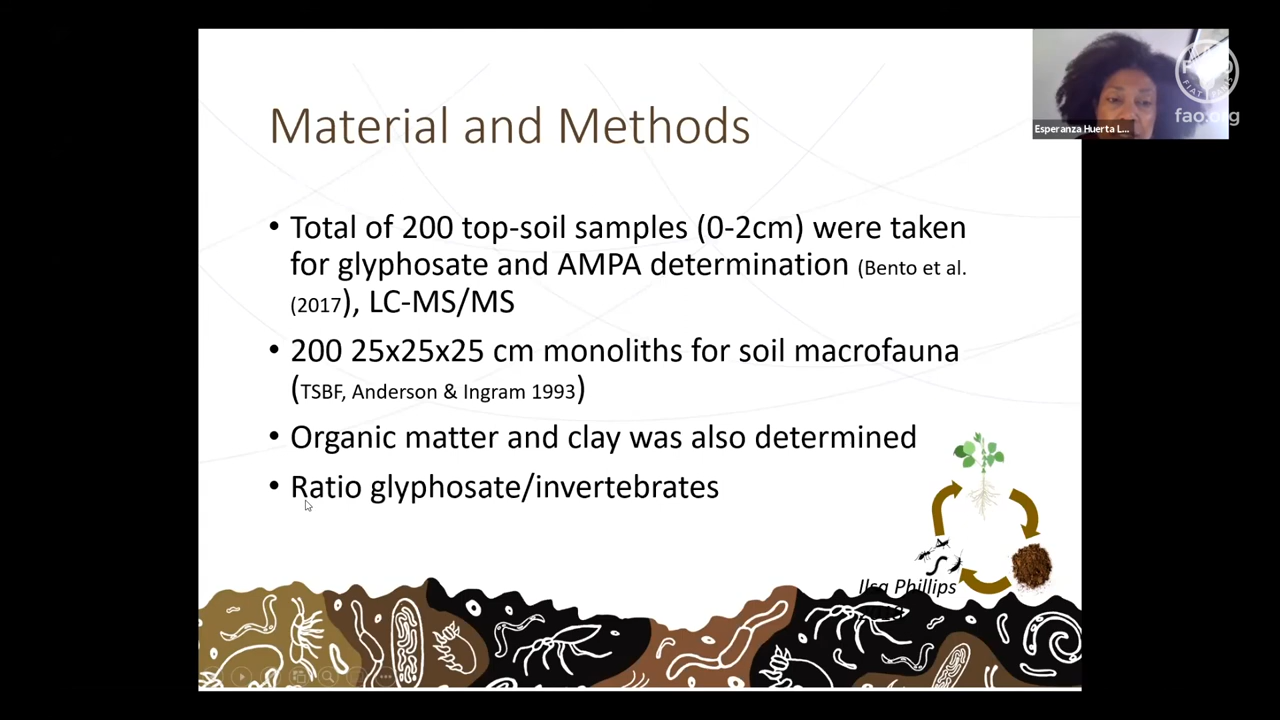 Material and Methods
• Total of 200 top-soil samples (0-2cm) were taken
for glyphosate and AMPA determination (Bento et al.
(2017), LC-MS/MS
• 200 25x25x25 cm monoliths for soil macrofauna
(TSBF, Anderson & Ingram 1993)
• Organic matter and clay was also determined
• Ratio glyphosate/invertebrates
Ilsa Phillips
Esperanza Huerta L...
fao.org